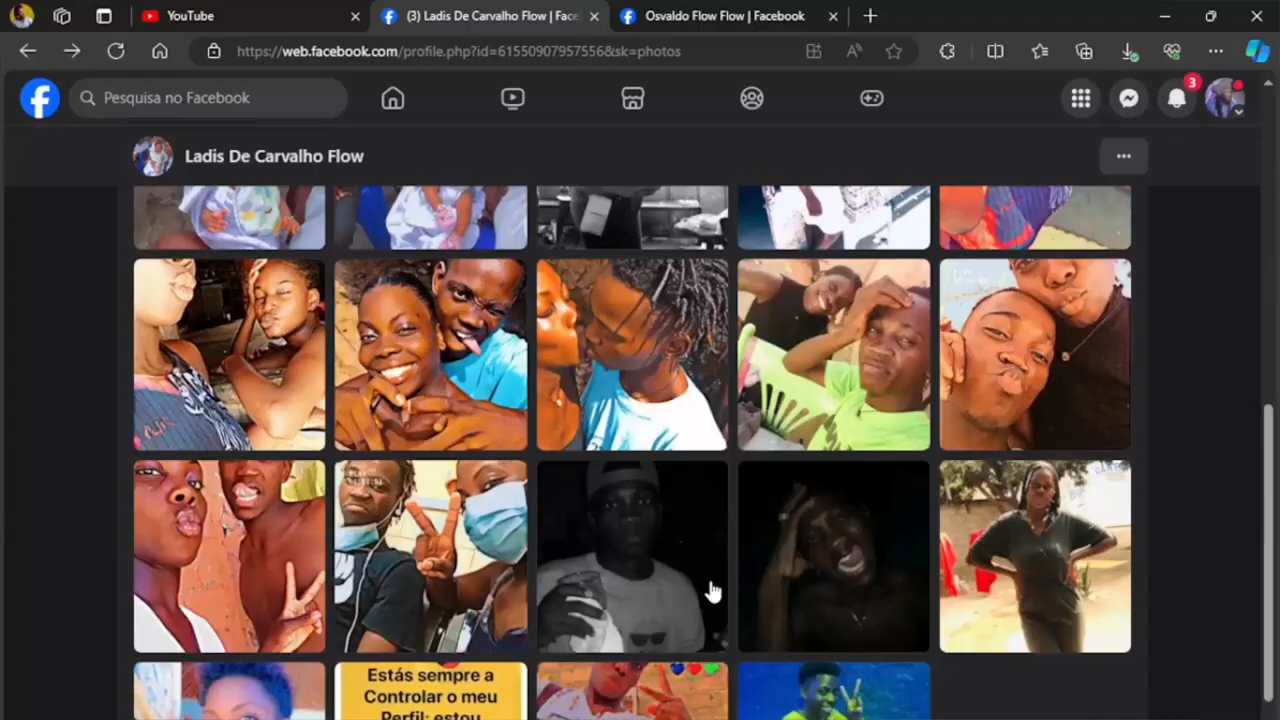 YouTube
(3) Ladis De Carvalho Flow | Face
Osvaldo Flow Flow | Facebook
https://web.facebook.com/profile.php?id=61550907957556&sk=photos
Pesquisa no Facebook
3
Ladis De Carvalho Flow
Estás sempre a
Controlar o meu
Perfil: estou